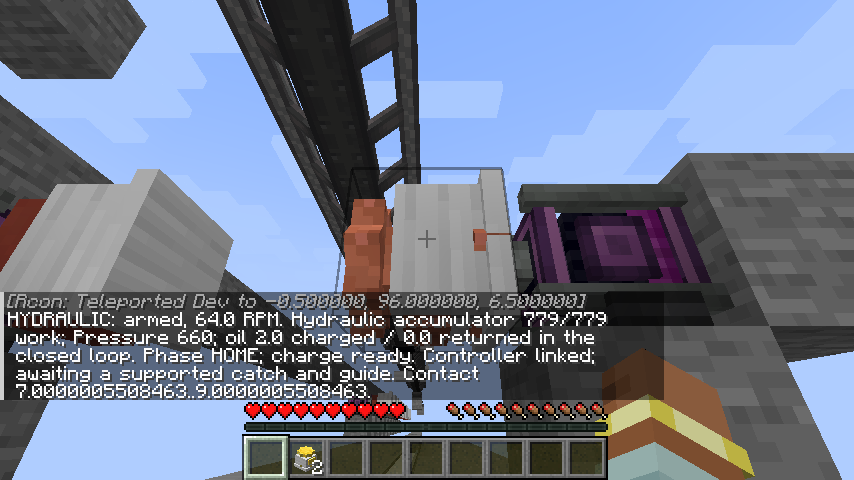 [Rcon: Teleported Dev to -0.500000, 96.000000, 6.500000]
HYDRAULIC: armed, 64.0 RPM. Hydraulic accumulator 779/779
work; Pressure 660; oil 2.0 charged / 0.0 returned in the
closed loop. Phase HOME; charge ready. Controller linked;
awaiting a supported catch and guide. Contact
7.0000005508463..9.0000005508463.
2